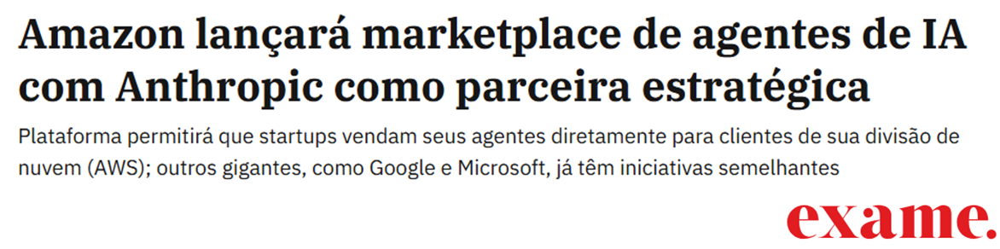 Amazon lançará marketplace de agentes de IA
com Anthropic como parceira estratégica
Plataforma permitirá que startups vendam seus agentes diretamente para clientes de sua divisão de
nuvem (AWS); outros gigantes, como Google e Microsoft, já têm iniciativas semelhantes
exame.